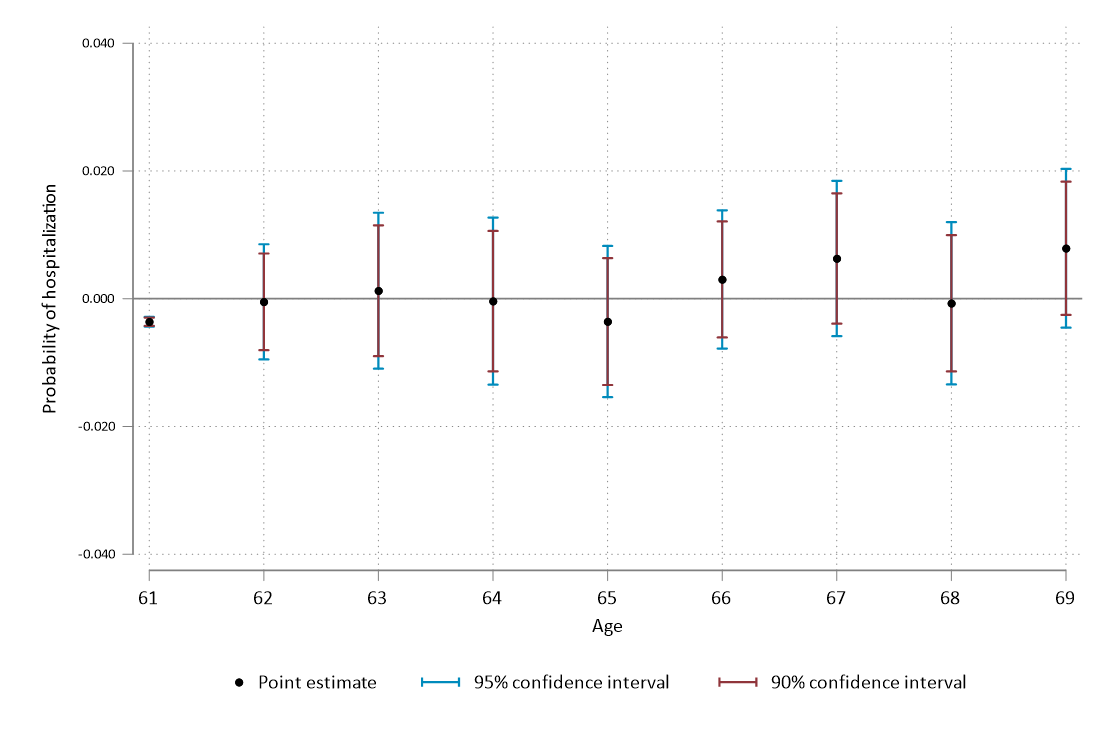 0.040
0.020
0.000
-0.020
-0.040
Probability of hospitalization
61 62 63 64 65 66 67 68 69
Age
Point estimate 95% confidence interval 90% confidence interval